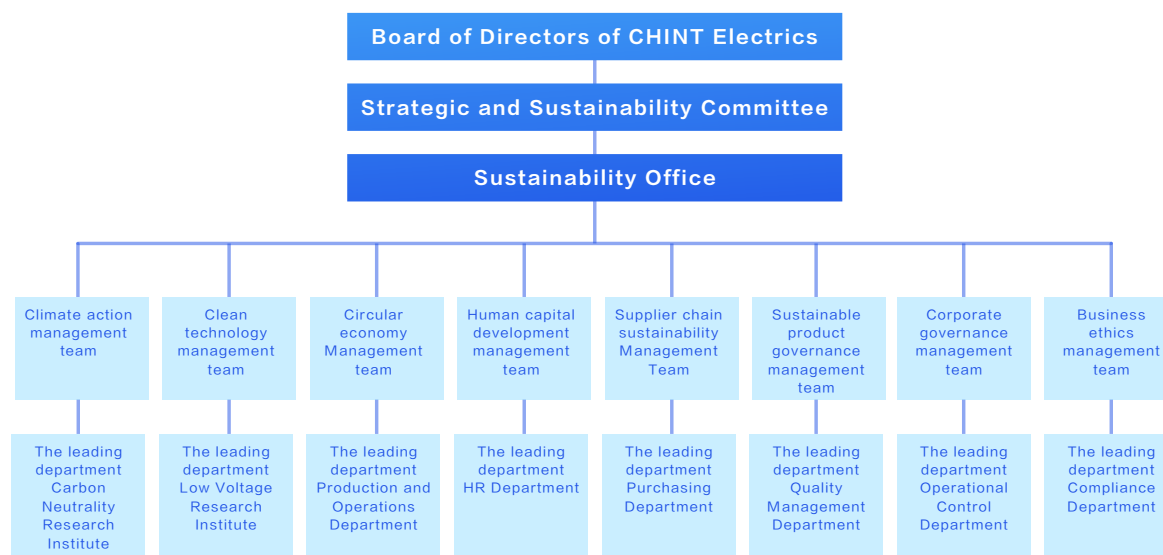 Board of Directors of CHINT Electrics
Strategic and Sustainability Committee
Sustainability Office
Climate action
management
team
Clean
technology
management
team
Circular
economy
Management
team
Human capital
development
management
team
Supplier chain
sustainability
Management
Team
Sustainable
product
governance
management
team
Corporate
governance
management
team
Business
ethics
management
team
The leading
department
Carbon
Neutrality
Research
Institute
The leading
department
Low Voltage
Research
Institute
The leading
department
Production and
Operations
Department
The leading
department
HR Department
The leading
department
Purchasing
Department
The leading
department
Quality
Management
Department
The leading
department
Operational
Control
Department
The leading
department
Compliance
Department